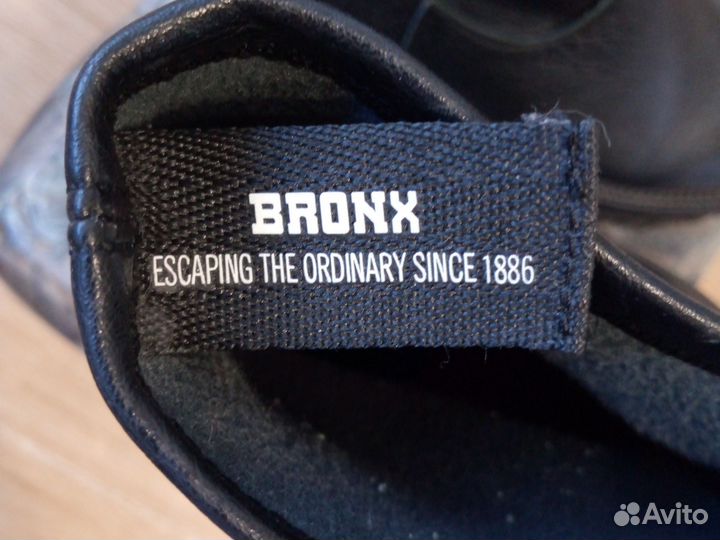 BRONX
ESCAPING THE ORDINARY SINCE 1886
Avito